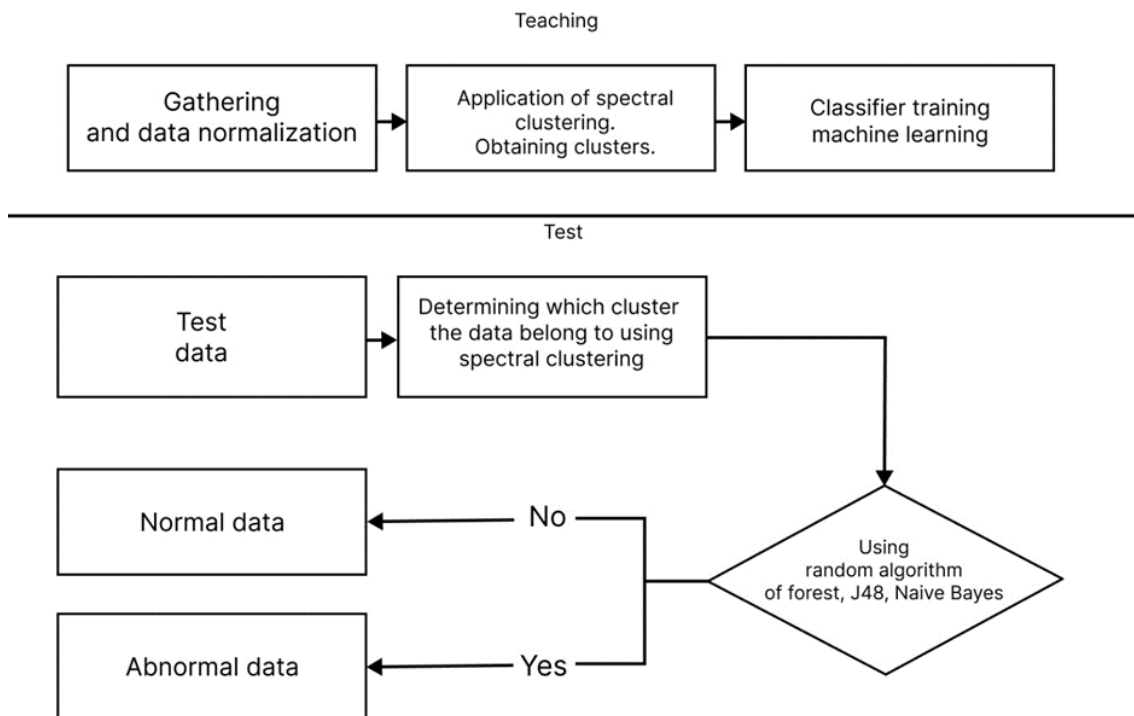 Teaching
Gathering
and data normalization
Application of spectral
clustering.
Obtaining clusters.
Classifier training
machine learning
Test
Test
data
Determining which cluster
the data belong to using
spectral clustering
Using
random algorithm
of forest, J48, Naive Bayes
No
Normal data
Yes
Abnormal data